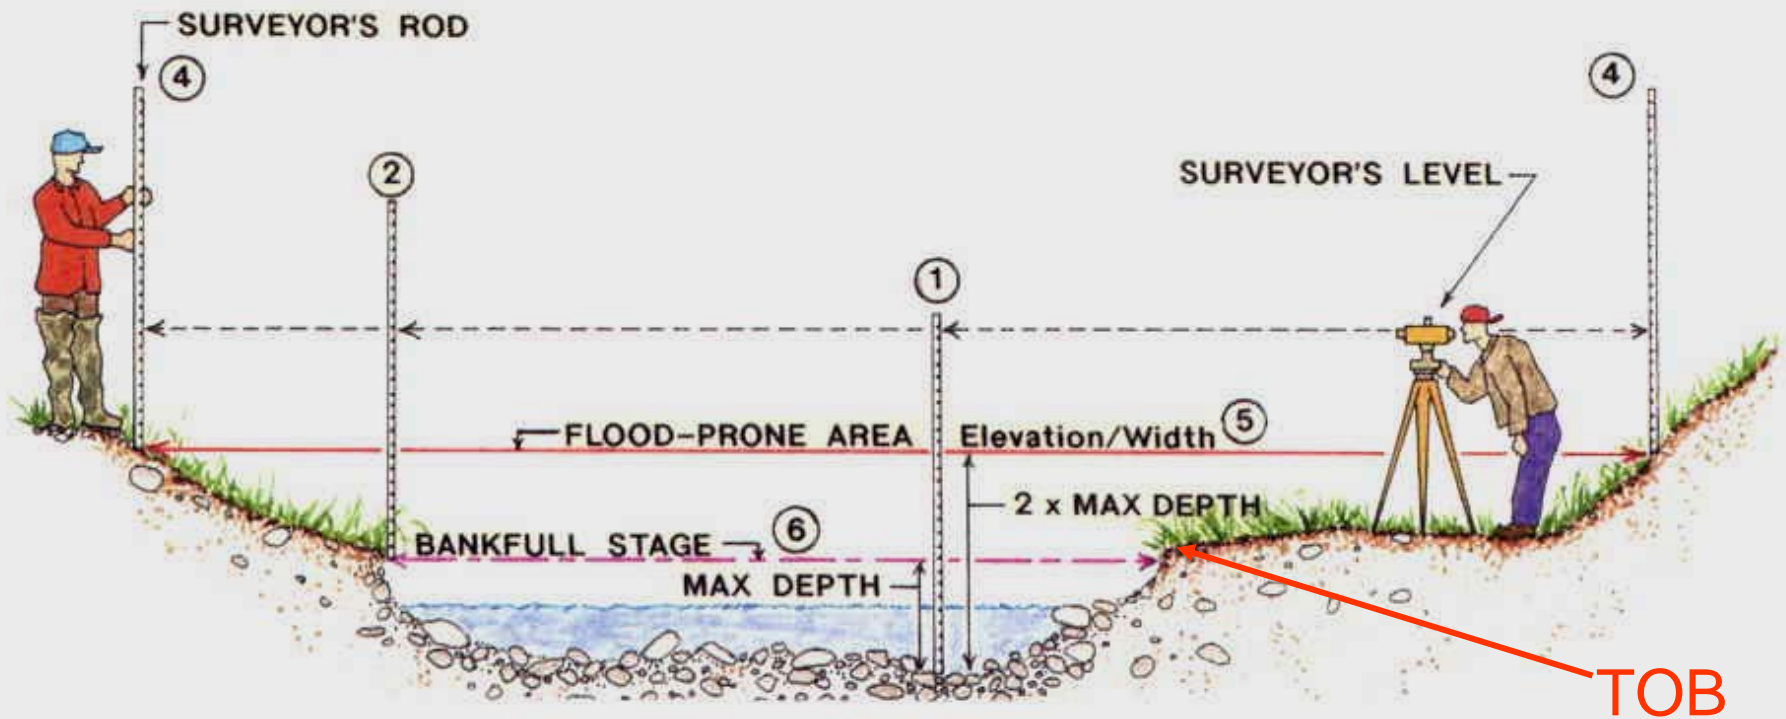 SURVEYOR'S ROD
4
4
2
SURVEYOR'S LEVEL
1
FLOOD-PRONE AREA Elevation/Width 5
2 x MAX DEPTH
BANKFULL STAGE 6
MAX DEPTH
TOB